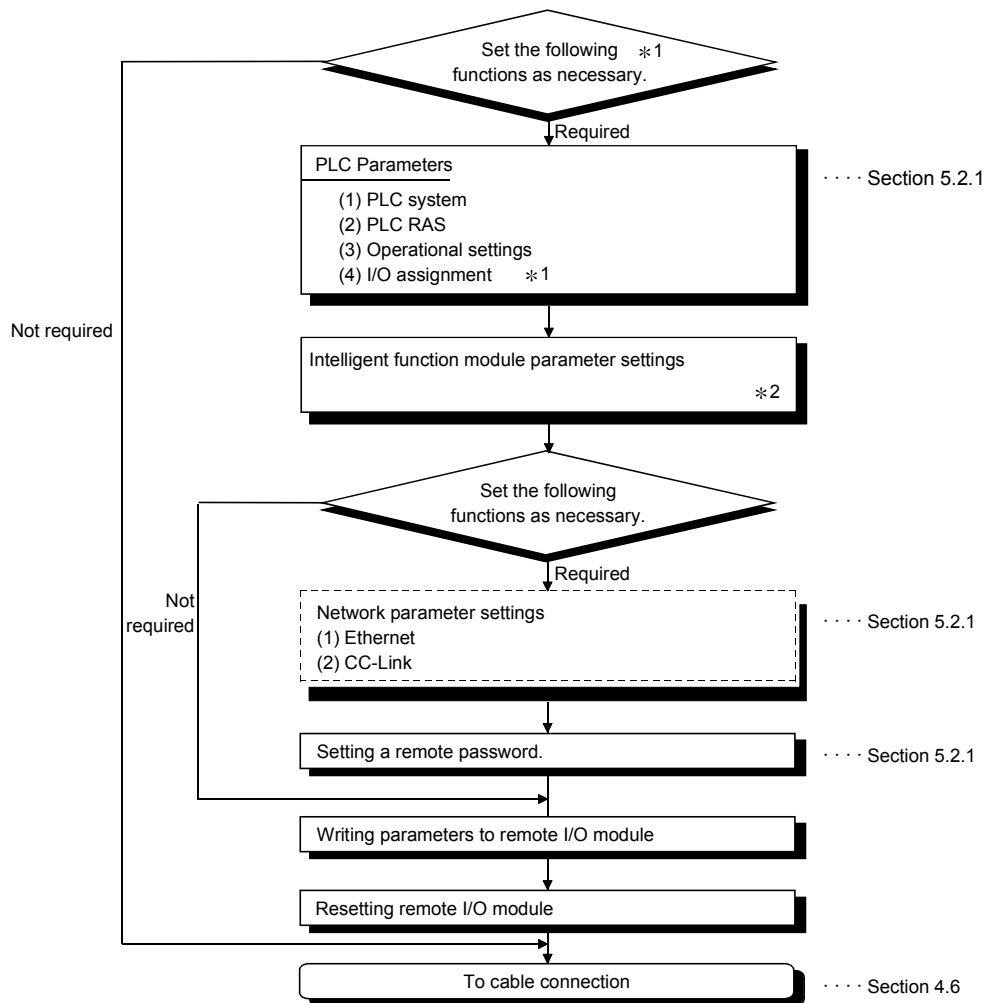 Set the following *1
functions as necessary.
Required
PLC Parameters
(1) PLC system
(2) PLC RAS
(3) Operational settings
(4) I/O assignment *1
· · · · Section 5.2.1
Not required
Intelligent function module parameter settings
*2
Set the following
functions as necessary.
Required
Not
required
Network parameter settings
(1) Ethernet
(2) CC-Link
· · · · Section 5.2.1
Setting a remote password.
· · · · Section 5.2.1
Writing parameters to remote I/O module
Resetting remote I/O module
To cable connection
· · · · Section 4.6